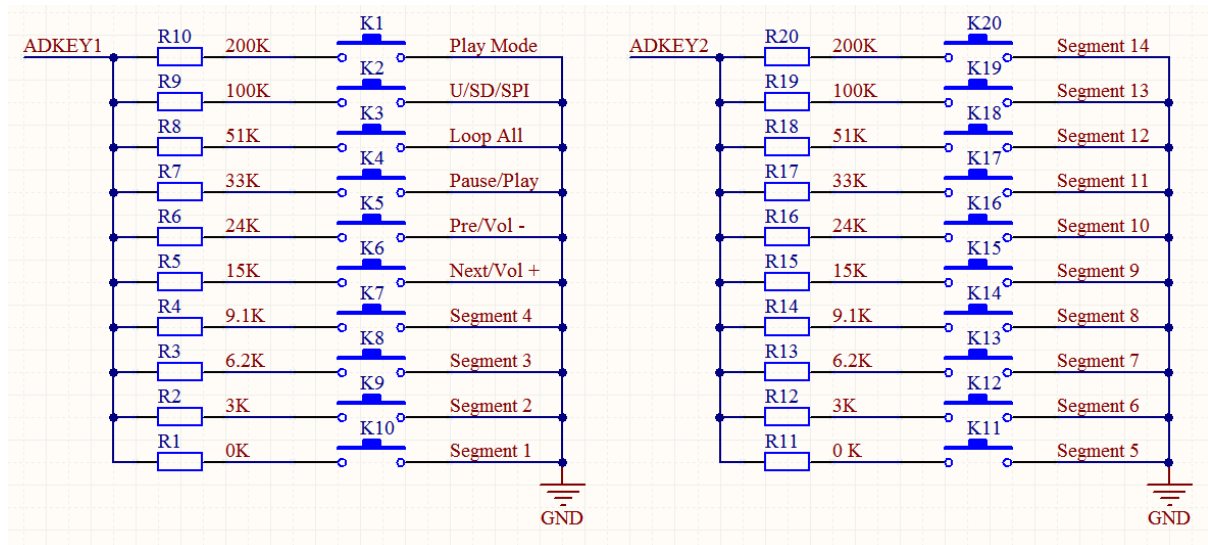 K1
ADKEY1 R10 200K Play Mode
K2
R9 100K U/SD/SPI
K3
R8 51K Loop All
K4
R7 33K Pause/Play
K5
R6 24K Pre/Vol -
K6
R5 15K Next/Vol +
K7
R4 9.1K Segment 4
K8
R3 6.2K Segment 3
K9
R2 3K Segment 2
K10
R1 0K Segment 1
GND
K20
ADKEY2 R20 200K Segment 14
K19
R19 100K Segment 13
K18
R18 51K Segment 12
K17
R17 33K Segment 11
K16
R16 24K Segment 10
K15
R15 15K Segment 9
K14
R14 9.1K Segment 8
K13
R13 6.2K Segment 7
K12
R12 3K Segment 6
K11
R11 0 K Segment 5
GND